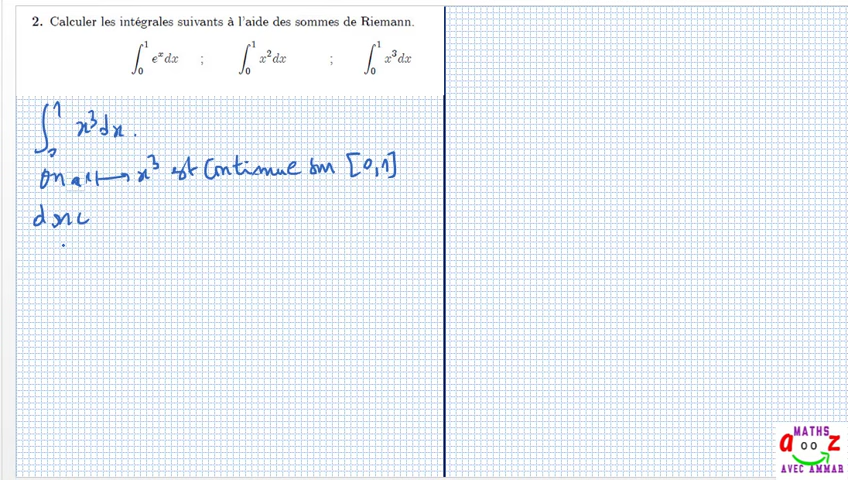 2. Calculer les intégrales suivants à l'aide des sommes de Riemann.
∫₀¹ eˣdx ; ∫₀¹ x²dx ; ∫₀¹ x³dx
∫₀¹ x³dx.
On a x ↦ x³ est Continue sur [0,1]
donc
MATHS
a oo z
AVEC AMMAR